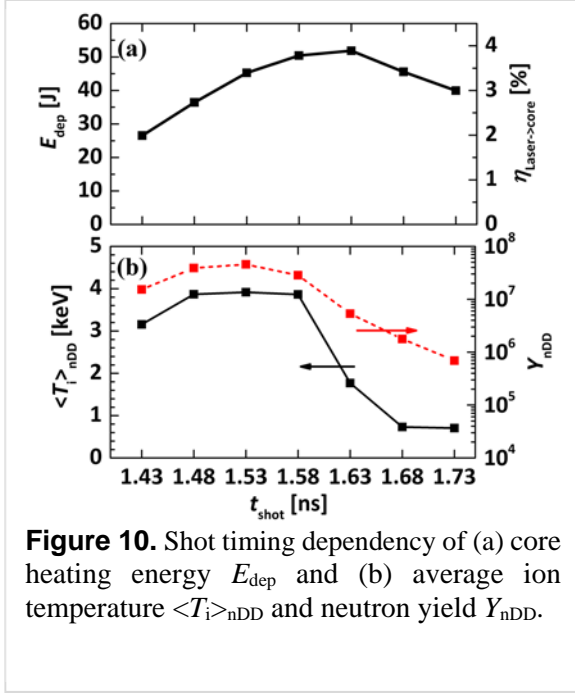 (a)
60
50
40
30
20
10
0
E_dep [J]
4
3
2
1
0
η_Laser->core [%]
(b)
5
4
3
2
1
0
<T_i>_nDD [keV]
10^8
10^7
10^6
10^5
10^4
Y_nDD
1.43 1.48 1.53 1.58 1.63 1.68 1.73
t_shot [ns]
Figure 10. Shot timing dependency of (a) core
heating energy E_dep and (b) average ion
temperature <T_i>_nDD and neutron yield Y_nDD.